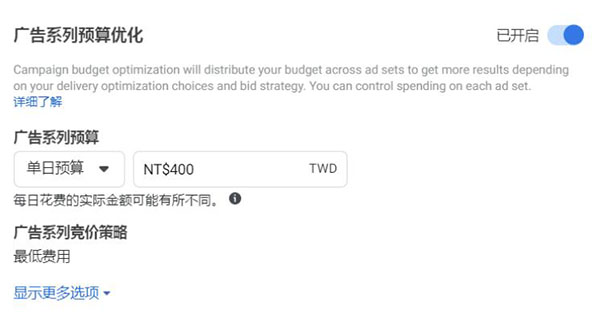 广告系列预算优化
已开启
Campaign budget optimization will distribute your budget across ad sets to get more results depending
on your delivery optimization choices and bid strategy. You can control spending on each ad set.
详细了解
广告系列预算
单日预算 NT$400 TWD
每日花费的实际金额可能有所不同。
广告系列竞价策略
最低费用
显示更多选项